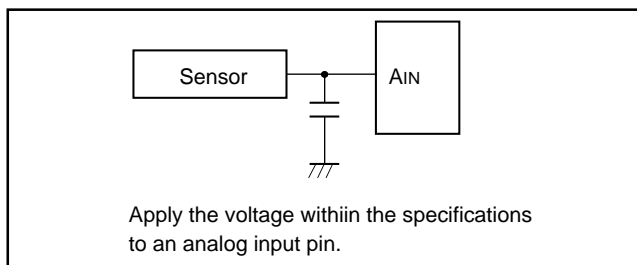 Sensor
AIN
Apply the voltage withiin the specifications
to an analog input pin.